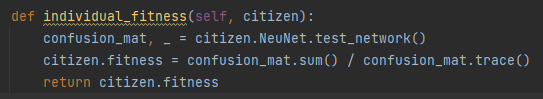 def individual_fitness(self, citizen):
    confusion_mat, _ = citizen.NeuNet.test_network()
    citizen.fitness = confusion_mat.sum() / confusion_mat.trace()
    return citizen.fitness